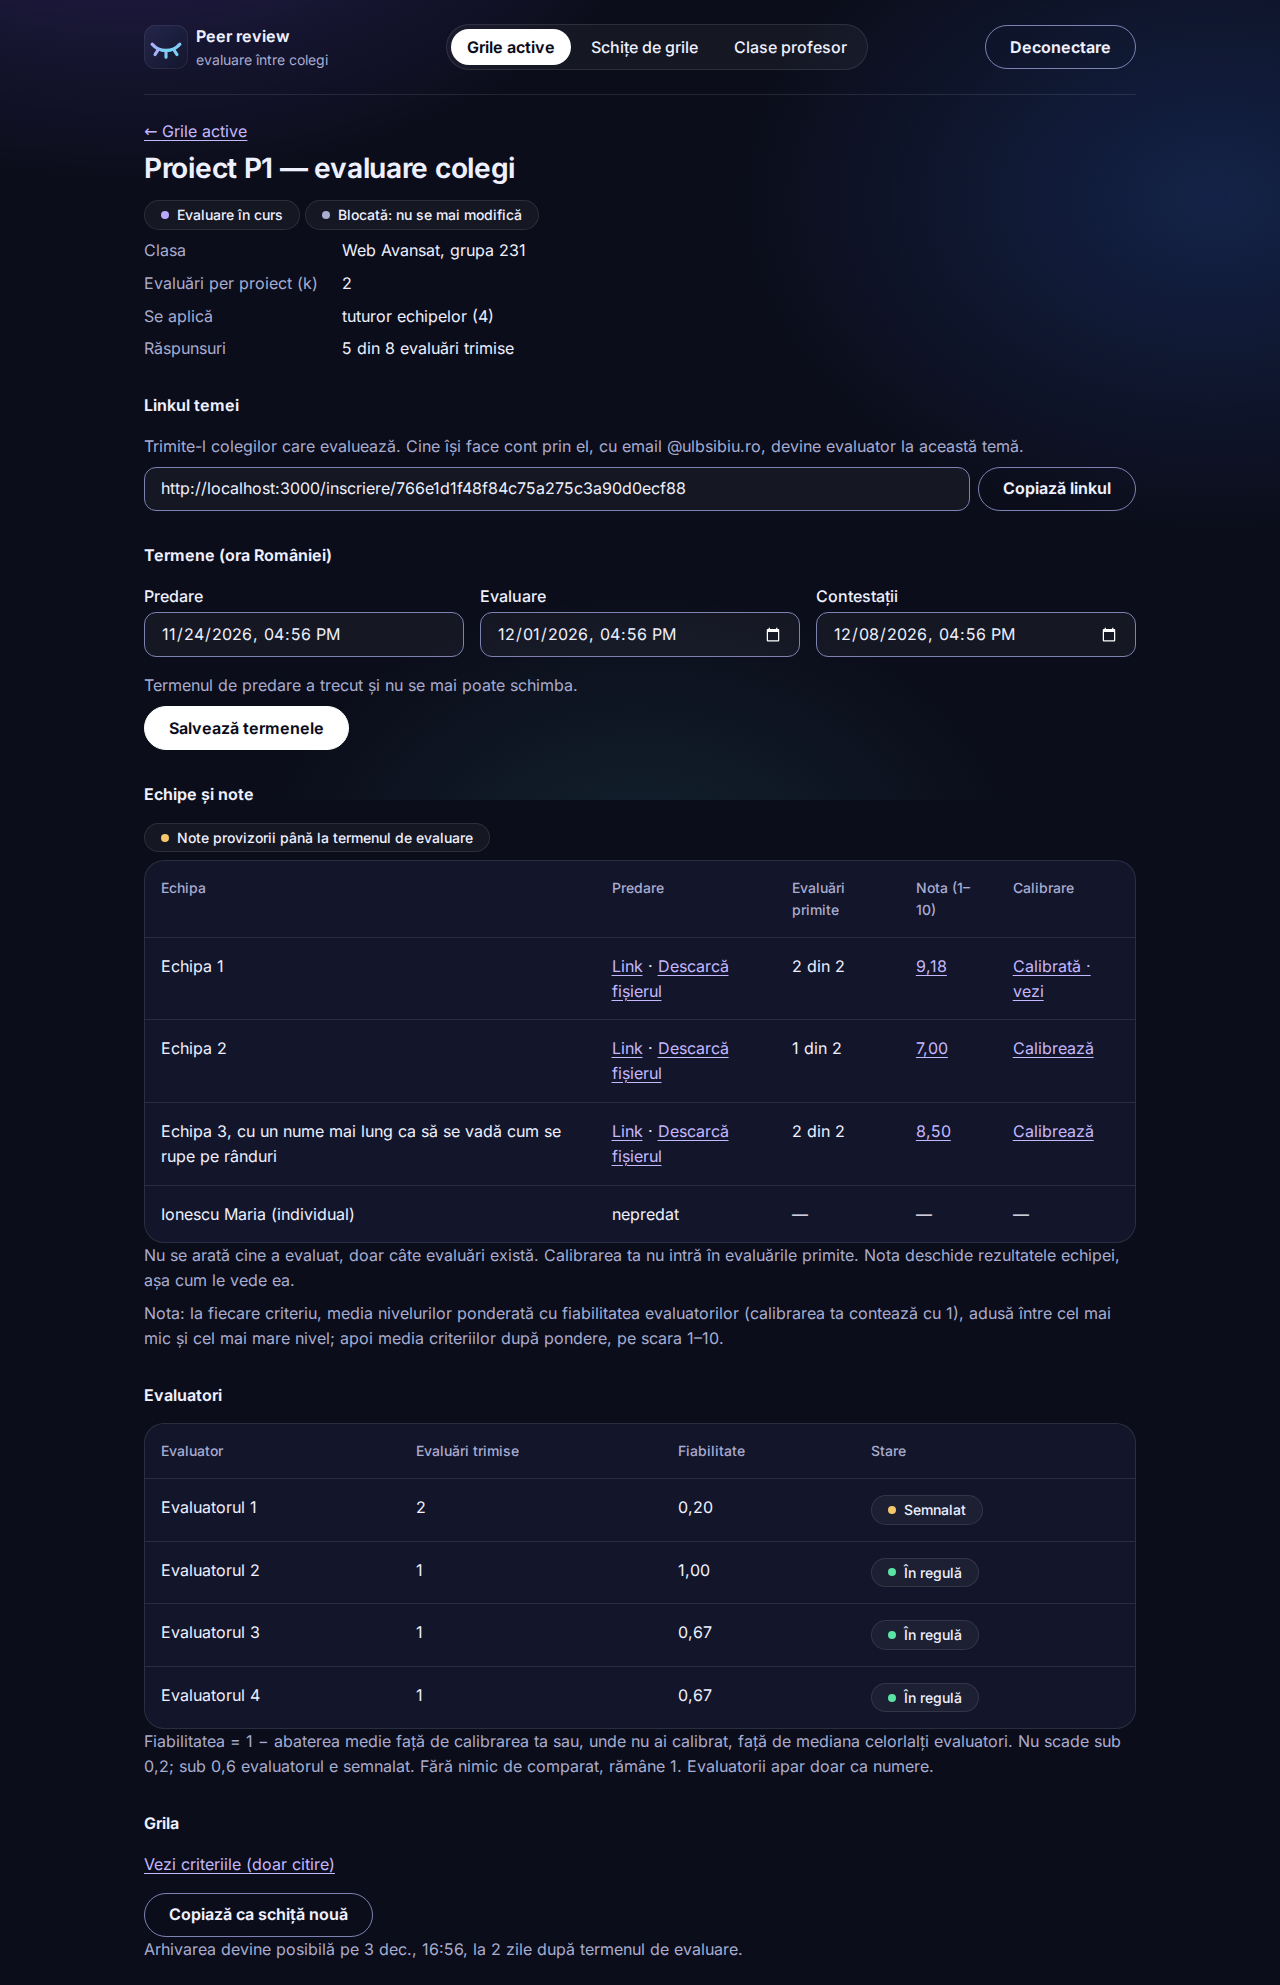 Peer review
evaluare între colegi
Grile active
Schițe de grile
Clase profesor
Deconectare
← Grile active
Proiect P1 — evaluare colegi
Evaluare în curs
Blocată: nu se mai modifică
Clasa
Web Avansat, grupa 231
Evaluări per proiect (k)
2
Se aplică
tuturor echipelor (4)
Răspunsuri
5 din 8 evaluări trimise
Linkul temei
Trimite-l colegilor care evaluează. Cine își face cont prin el, cu email @ulbsibiu.ro, devine evaluator la această temă.
http://localhost:3000/inscriere/766e1d1f48f84c75a275c3a90d0ecf88
Copiază linkul
Termene (ora României)
Predare
Evaluare
Contestații
11/24/2026, 04:56 PM
12/01/2026, 04:56 PM
12/08/2026, 04:56 PM
Termenul de predare a trecut și nu se mai poate schimba.
Salvează termenele
Echipe și note
Note provizorii până la termenul de evaluare
Echipa
Predare
Evaluări
primite
Nota (1–
10)
Calibrare
Echipa 1
Link · Descarcă
fișierul
2 din 2
9,18
Calibrată ·
vezi
Echipa 2
Link · Descarcă
fișierul
1 din 2
7,00
Calibrează
Echipa 3, cu un nume mai lung ca să se vadă cum se
rupe pe rânduri
Link · Descarcă
fișierul
2 din 2
8,50
Calibrează
Ionescu Maria (individual)
nepredat
—
—
—
Nu se arată cine a evaluat, doar câte evaluări există. Calibrarea ta nu intră în evaluările primite. Nota deschide rezultatele echipei,
așa cum le vede ea.
Nota: la fiecare criteriu, media nivelurilor ponderată cu fiabilitatea evaluatorilor (calibrarea ta contează cu 1), adusă între cel mai
mic și cel mai mare nivel; apoi media criteriilor după pondere, pe scara 1–10.
Evaluatori
Evaluator
Evaluări trimise
Fiabilitate
Stare
Evaluatorul 1
2
0,20
Semnalat
Evaluatorul 2
1
1,00
În regulă
Evaluatorul 3
1
0,67
În regulă
Evaluatorul 4
1
0,67
În regulă
Fiabilitatea = 1 − abaterea medie față de calibrarea ta sau, unde nu ai calibrat, față de mediana celorlalți evaluatori. Nu scade sub
0,2; sub 0,6 evaluatorul e semnalat. Fără nimic de comparat, rămâne 1. Evaluatorii apar doar ca numere.
Grila
Vezi criteriile (doar citire)
Copiază ca schiță nouă
Arhivarea devine posibilă pe 3 dec., 16:56, la 2 zile după termenul de evaluare.